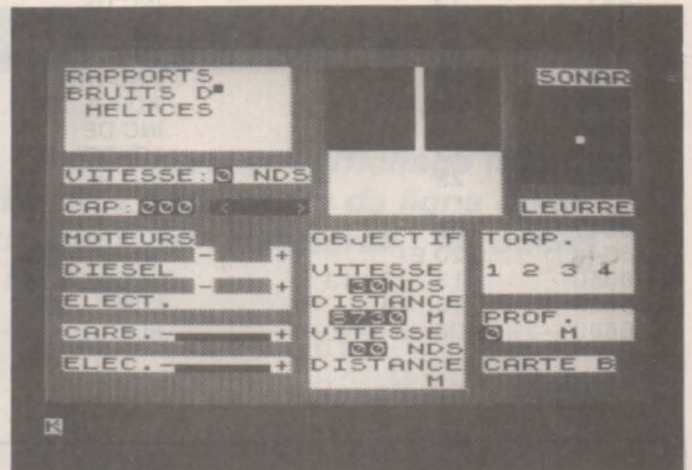 RAPPORTS
BRUITS D
HELICES
SONAR
VITESSE:0 NDS
CAP:000 < >
LEURRE
MOTEURS
- +
DIESEL
- +
ELECT.
CARB.- +
ELEC.- +
OBJECTIF
VITESSE
30NDS
DISTANCE
8730 M
VITESSE
00 NDS
DISTANCE
M
TORP.
1 2 3 4
PROF.
0 M
CARTE B
K